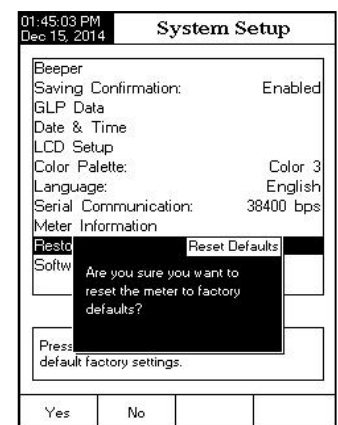 01:45:03 PM
Dec 15, 2014
System Setup
Beeper
Saving Confirmation: Enabled
GLP Data
Date & Time
LCD Setup
Color Palette: Color 3
Language: English
Serial Communication: 38400 bps
Meter Information
Resto
Reset Defaults
Softw
Are you sure you want to
reset the meter to factory
defaults?
Press
default factory settings.
Yes No